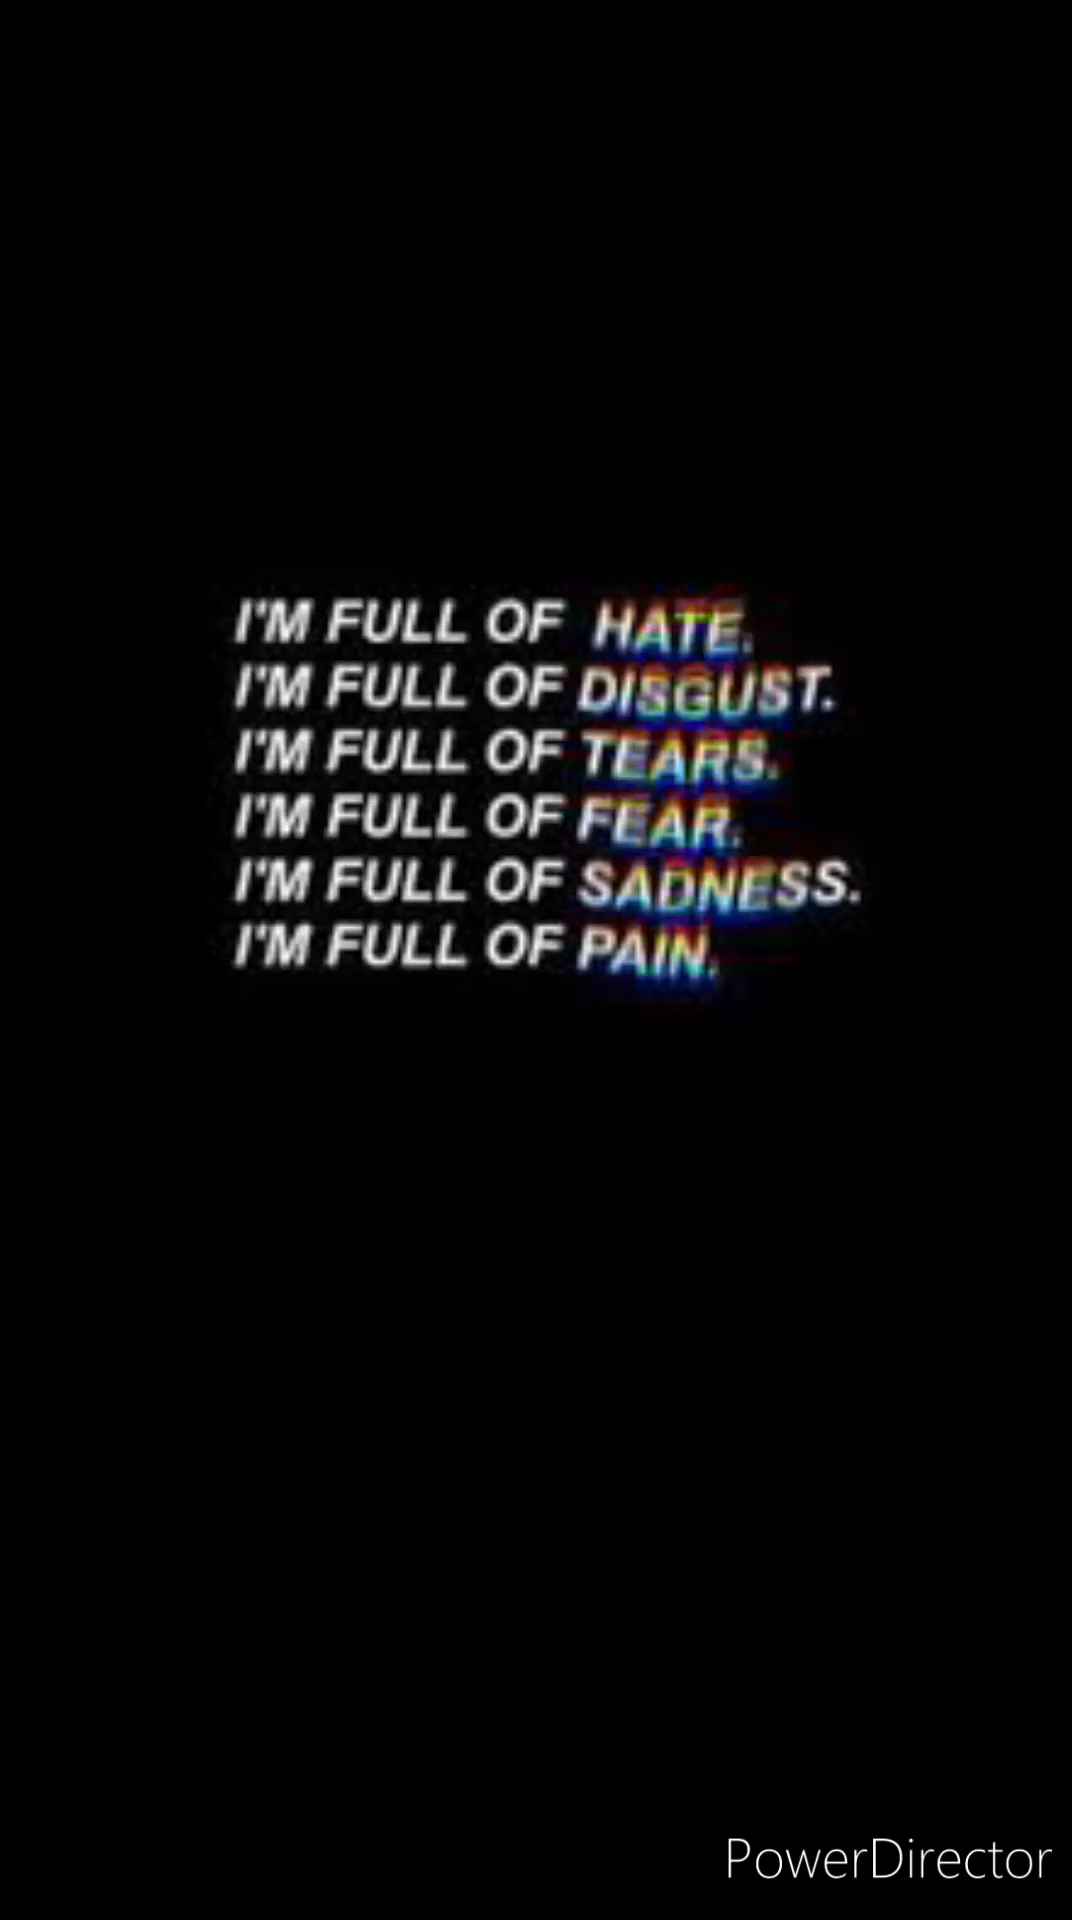 I'M FULL OF HATE.
I'M FULL OF DISGUST.
I'M FULL OF TEARS.
I'M FULL OF FEAR.
I'M FULL OF SADNESS.
I'M FULL OF PAIN.
PowerDirector